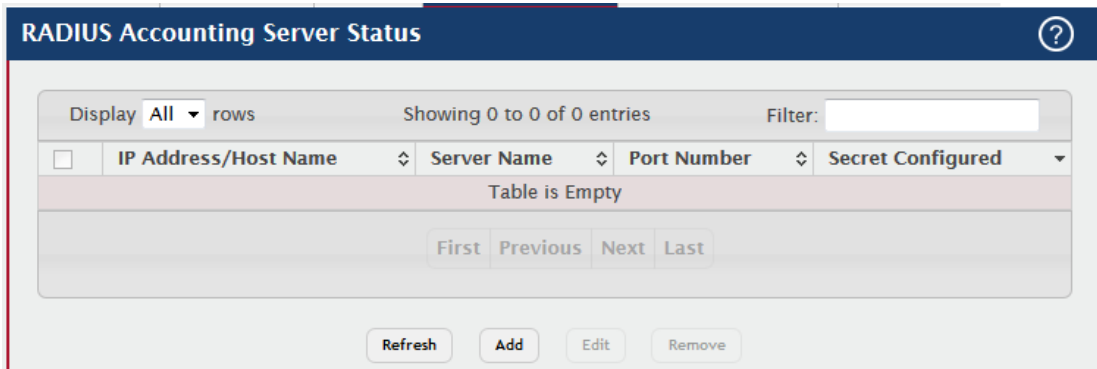 RADIUS Accounting Server Status ?
Display All rows Showing 0 to 0 of 0 entries Filter:
IP Address/Host Name Server Name Port Number Secret Configured
Table is Empty
First Previous Next Last
Refresh Add Edit Remove